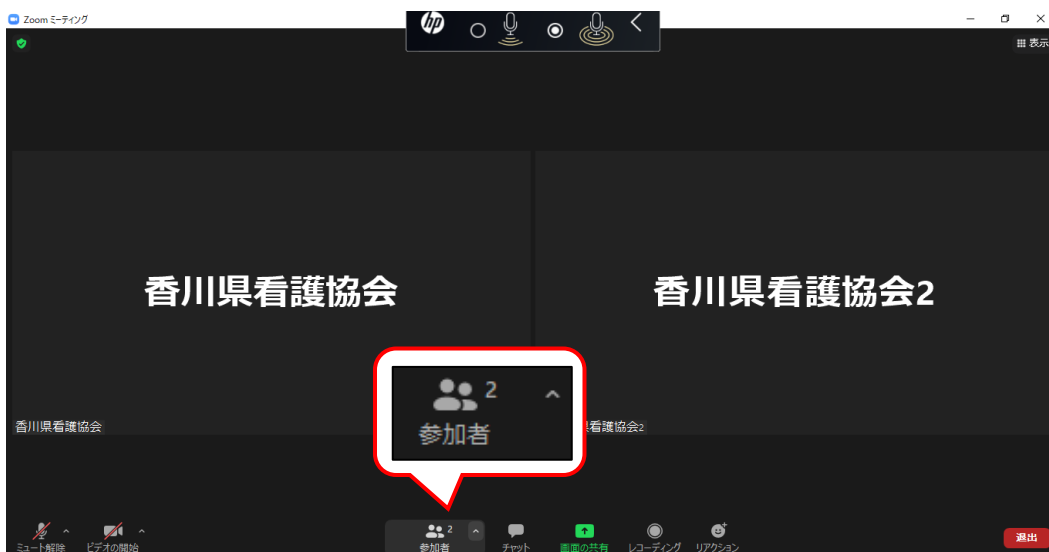 Zoom ミーティング
hp
表示
香川県看護協会
香川県看護協会2
2
参加者
香川県看護協会
看護協会2
2
ミュート解除
ビデオの開始
参加者
チャット
画面の共有
レコーディング
リアクション
退出